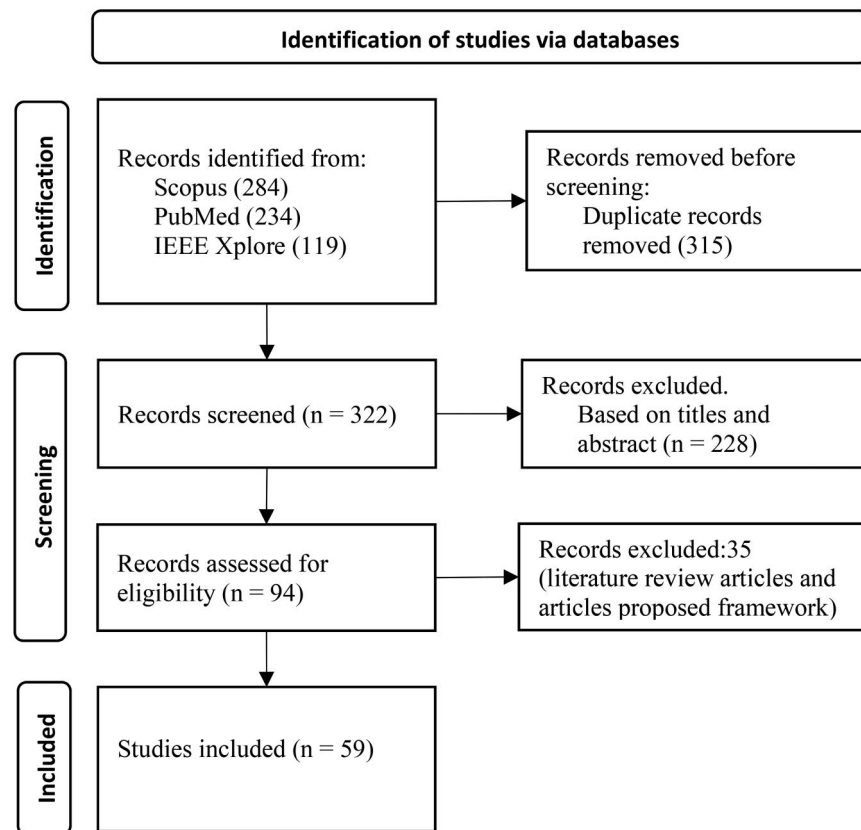 Identification of studies via databases
Identification
Records identified from:
Scopus (284)
PubMed (234)
IEEE Xplore (119)
Records removed before
screening:
Duplicate records
removed (315)
Screening
Records screened (n = 322)
Records excluded.
Based on titles and
abstract (n = 228)
Records assessed for
eligibility (n = 94)
Records excluded:35
(literature review articles and
articles proposed framework)
Included
Studies included (n = 59)